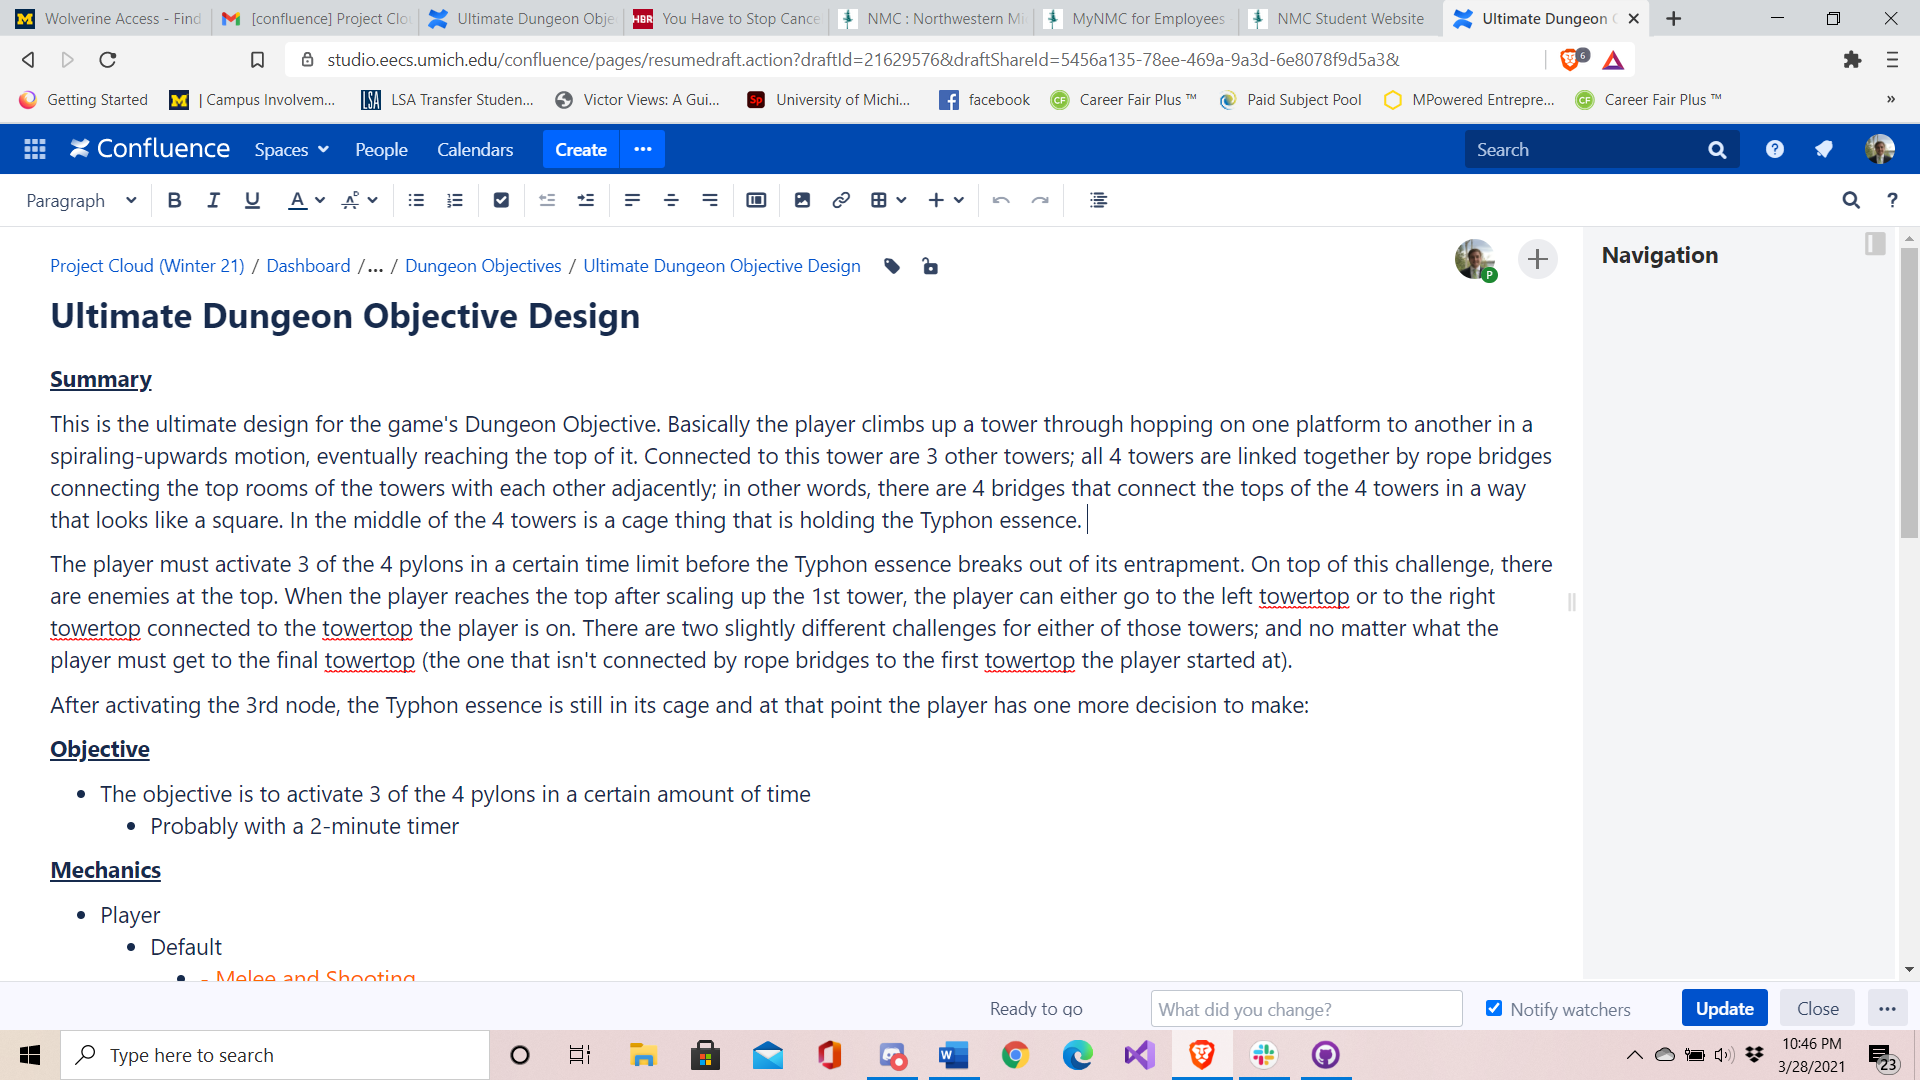 Wolverine Access - Find
[confluence] Project Clo
Ultimate Dungeon Obje
HBR
You Have to Stop Cance
NMC : Northwestern Mi
MyNMC for Employees
NMC Student Website
Ultimate Dungeon
studio.eecs.umich.edu/confluence/pages/resumedraft.action?draftId=21629576&draftShareId=5456a135-78ee-469a-9a3d-6e8078f9d5a3&
6
Getting Started
| Campus Involvem...
LSA
LSA Transfer Studen...
Victor Views: A Gui...
Sp
University of Michi...
facebook
CF
Career Fair Plus ™
Paid Subject Pool
MPowered Entrepre...
CF
Career Fair Plus ™
»
Confluence
Spaces
People
Calendars
Create
Search
Paragraph
B I U A
Project Cloud (Winter 21) / Dashboard /... / Dungeon Objectives / Ultimate Dungeon Objective Design
P
Navigation
Ultimate Dungeon Objective Design
Summary
This is the ultimate design for the game's Dungeon Objective. Basically the player climbs up a tower through hopping on one platform to another in a
spiraling-upwards motion, eventually reaching the top of it. Connected to this tower are 3 other towers; all 4 towers are linked together by rope bridges
connecting the top rooms of the towers with each other adjacently; in other words, there are 4 bridges that connect the tops of the 4 towers in a way
that looks like a square. In the middle of the 4 towers is a cage thing that is holding the Typhon essence.
The player must activate 3 of the 4 pylons in a certain time limit before the Typhon essence breaks out of its entrapment. On top of this challenge, there
are enemies at the top. When the player reaches the top after scaling up the 1st tower, the player can either go to the left towertop or to the right
towertop connected to the towertop the player is on. There are two slightly different challenges for either of those towers; and no matter what the
player must get to the final towertop (the one that isn't connected by rope bridges to the first towertop the player started at).
After activating the 3rd node, the Typhon essence is still in its cage and at that point the player has one more decision to make:
Objective
• The objective is to activate 3 of the 4 pylons in a certain amount of time
• Probably with a 2-minute timer
Mechanics
• Player
• Default
• - Melee and Shooting
Ready to go
What did you change?
Notify watchers
Update
Close
Type here to search
10:46 PM
3/28/2021
23